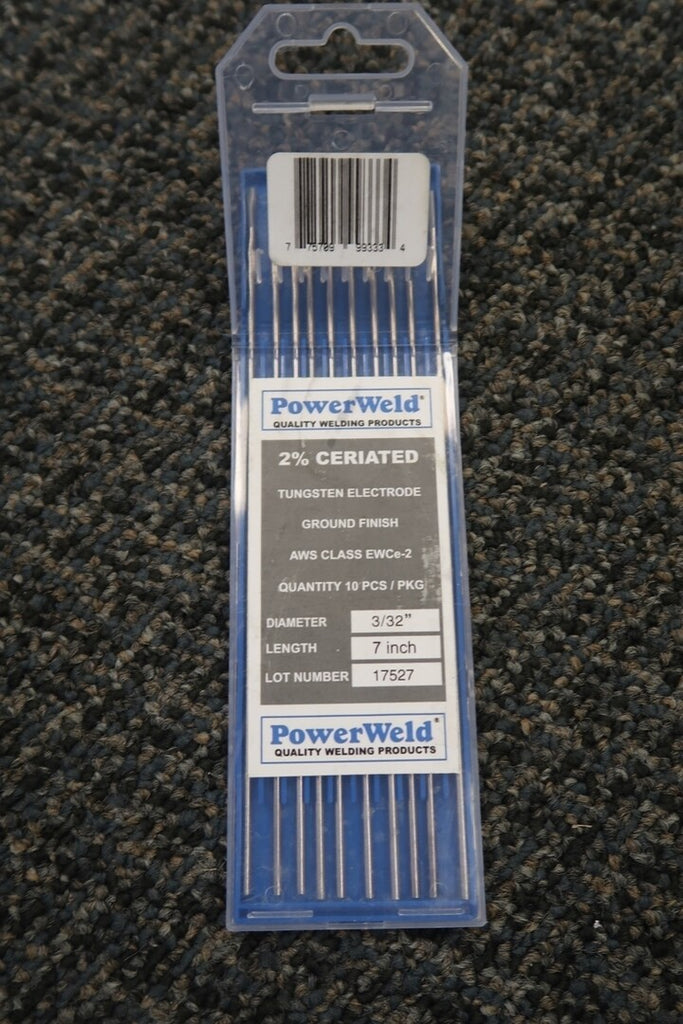 7 75789 99333 4
PowerWeld®
QUALITY WELDING PRODUCTS
2% CERIATED
TUNGSTEN ELECTRODE
GROUND FINISH
AWS CLASS EWCe-2
QUANTITY 10 PCS / PKG
DIAMETER 3/32"
LENGTH 7 inch
LOT NUMBER 17527
PowerWeld®
QUALITY WELDING PRODUCTS